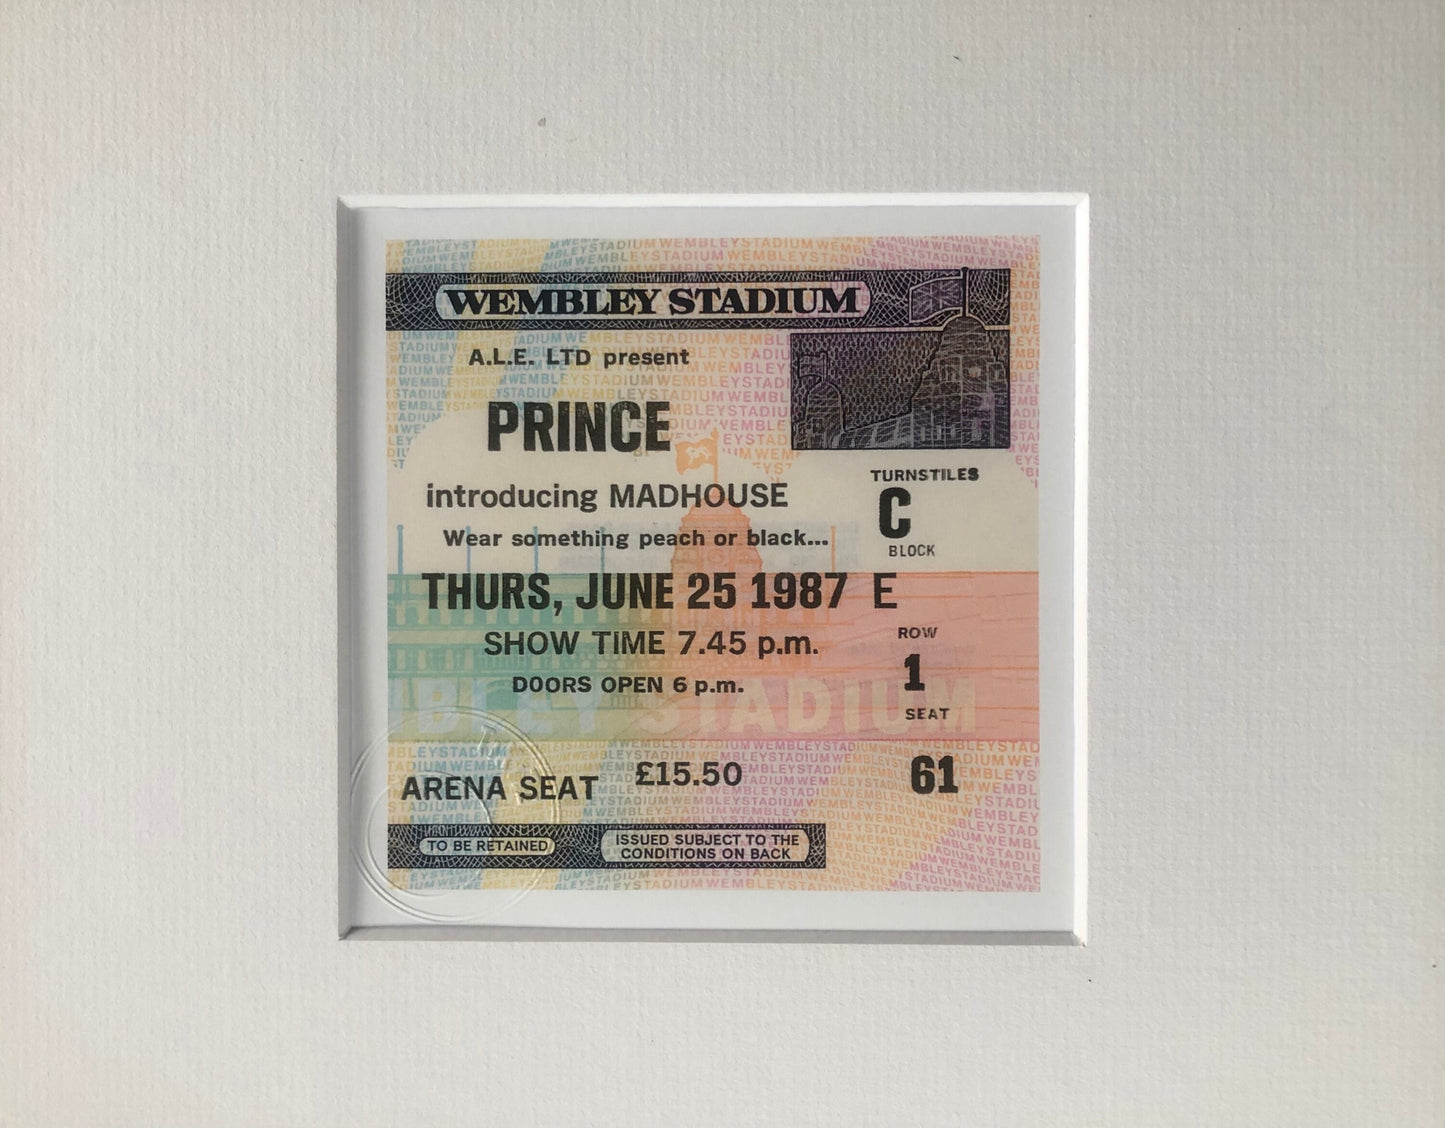 WEMBLEY STADIUM
A.L.E. LTD present
PRINCE
introducing MADHOUSE
Wear something peach or black...
THURS, JUNE 25 1987
SHOW TIME 7.45 p.m.
DOORS OPEN 6 p.m.
ARENA SEAT £15.50
TURNSTILES
C
BLOCK
E
ROW
1
SEAT
61
TO BE RETAINED
ISSUED SUBJECT TO THE
CONDITIONS ON BACK
BLEY STADIUM